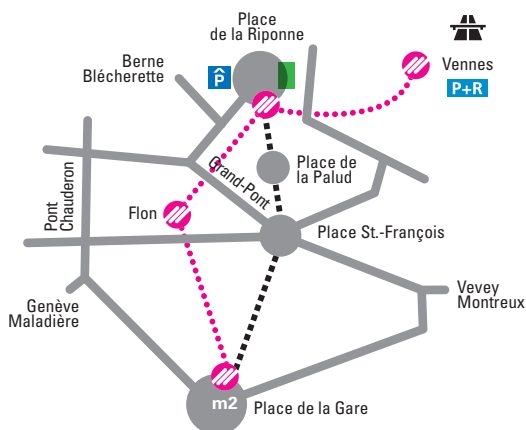 Place
de la Riponne
Berne
Blécherette
P
Vennes
P+R
Place de
la Palud
Grand-Pont
Pont
Chauderon
Flon
Place St.-François
Genève
Maladière
Vevey
Montreux
m2
Place de la Gare